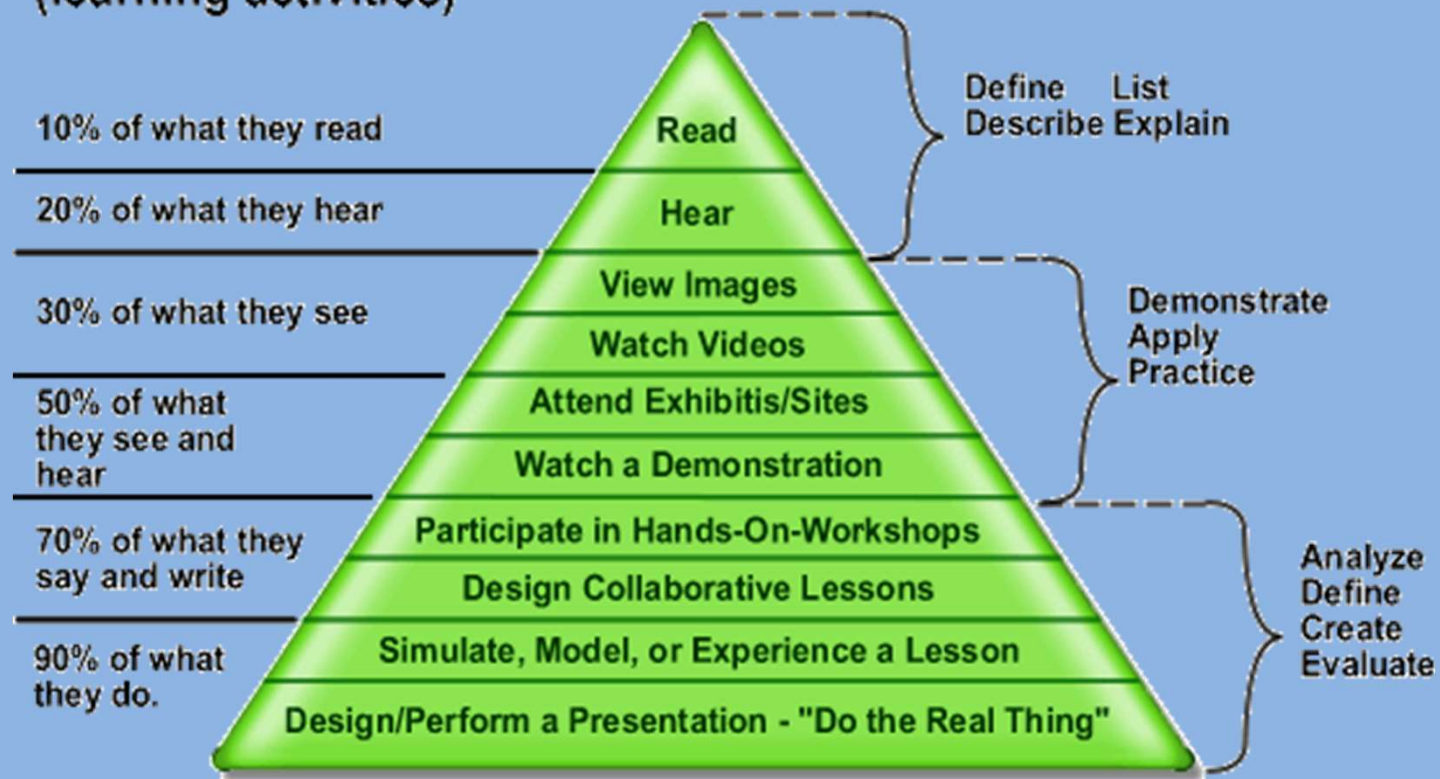 (learning activities)
10% of what they read
20% of what they hear
30% of what they see
50% of what
they see and
hear
70% of what they
say and write
90% of what
they do.
Read
Hear
View Images
Watch Videos
Attend Exhibitis/Sites
Watch a Demonstration
Participate in Hands-On-Workshops
Design Collaborative Lessons
Simulate, Model, or Experience a Lesson
Design/Perform a Presentation - "Do the Real Thing"
Define List
Describe Explain
Demonstrate
Apply
Practice
Analyze
Define
Create
Evaluate